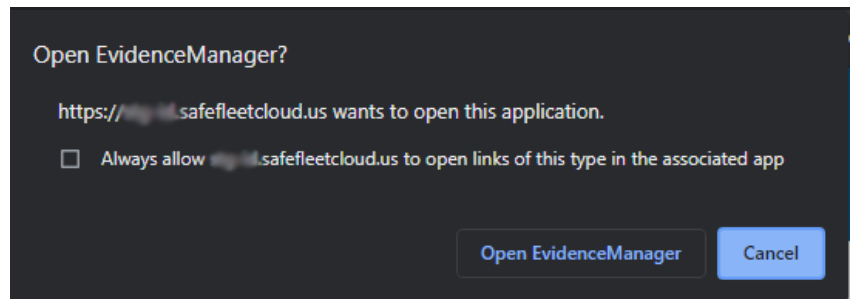 Open EvidenceManager?
https:// .safefleetcloud.us wants to open this application.
Always allow .safefleetcloud.us to open links of this type in the associated app
Open EvidenceManager
Cancel